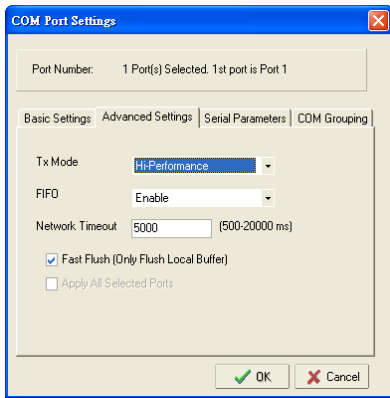 COM Port Settings
Port Number: 1 Port(s) Selected. 1st port is Port 1
Basic Settings Advanced Settings Serial Parameters COM Grouping
Tx Mode Hi-Performance
FIFO Enable
Network Timeout 5000 (500-20000 ms)
Fast Flush (Only Flush Local Buffer)
Apply All Selected Ports
OK Cancel